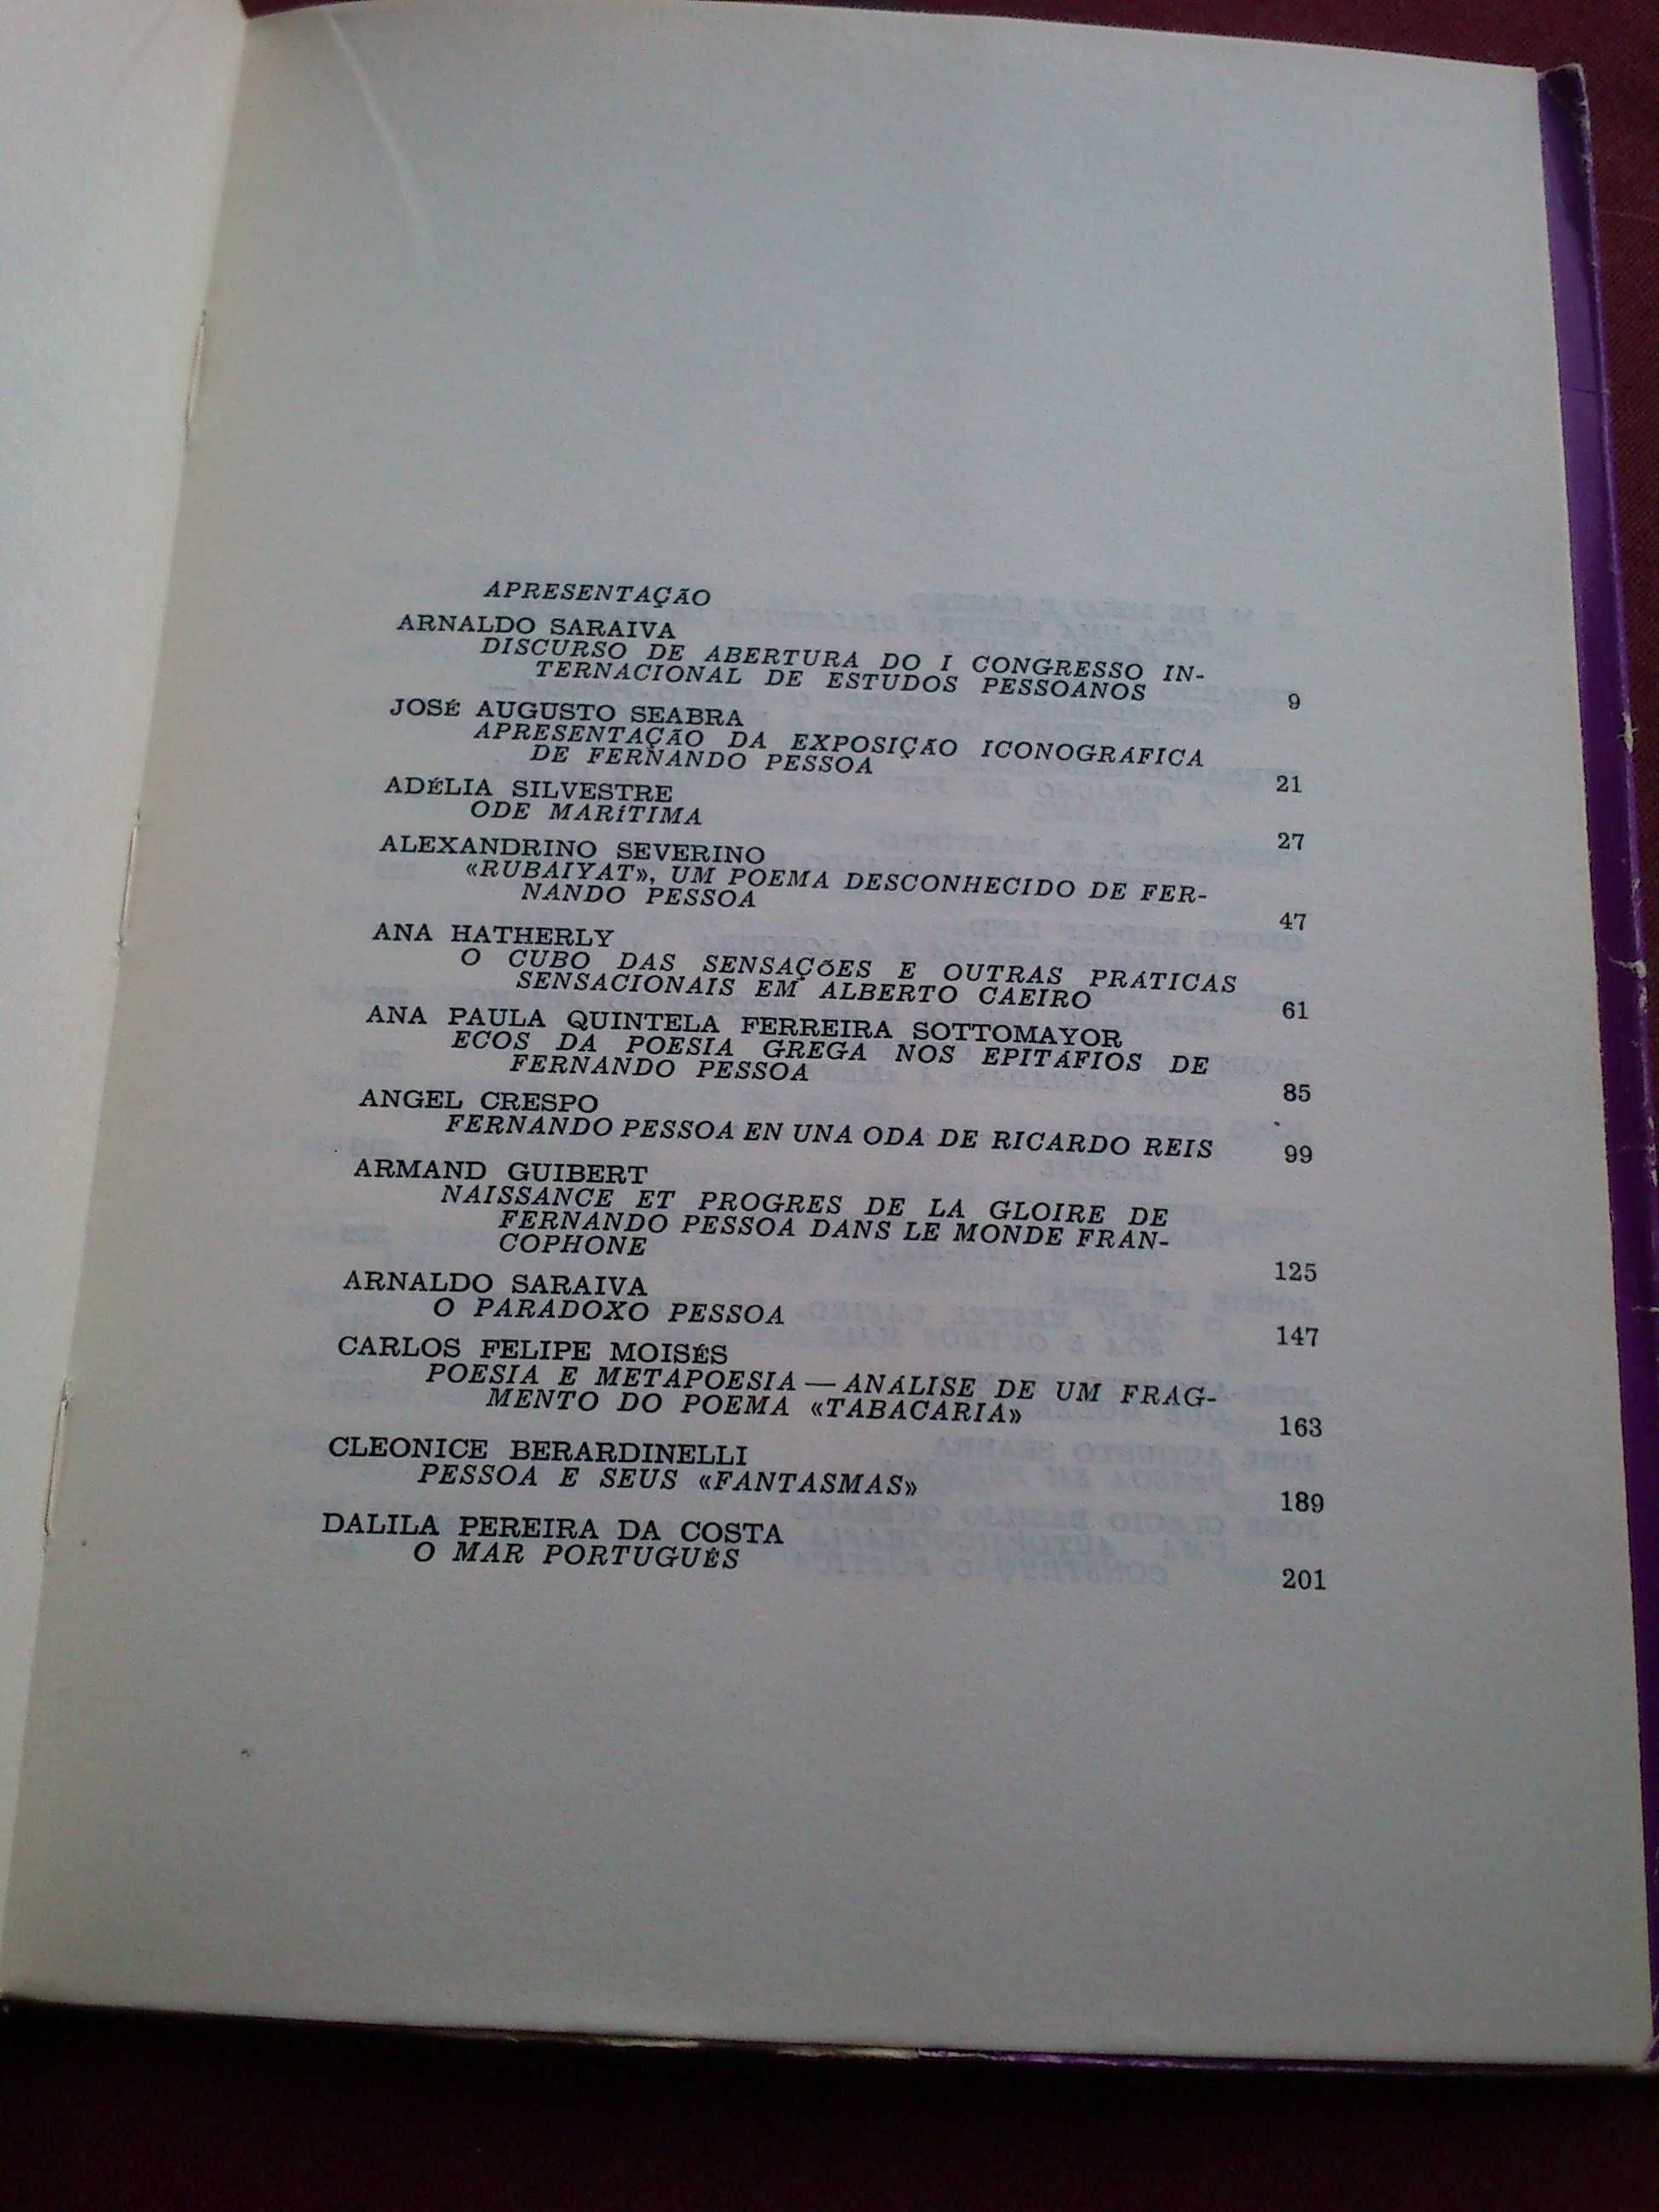 APRESENTAÇÃO
ARNALDO SARAIVA
DISCURSO DE ABERTURA DO I CONGRESSO IN-
TERNACIONAL DE ESTUDOS PESSOANOS 9
JOSÉ AUGUSTO SEABRA
APRESENTAÇÃO DA EXPOSIÇÃO ICONOGRÁFICA
DE FERNANDO PESSOA 21
ADÉLIA SILVESTRE
ODE MARÍTIMA 27
ALEXANDRINO SEVERINO
«RUBAIYAT», UM POEMA DESCONHECIDO DE FER-
NANDO PESSOA 47
ANA HATHERLY
O CUBO DAS SENSAÇÕES E OUTRAS PRÁTICAS
SENSACIONAIS EM ALBERTO CAEIRO 61
ANA PAULA QUINTELA FERREIRA SOTTOMAYOR
ECOS DA POESIA GREGA NOS EPITÁFIOS DE
FERNANDO PESSOA 85
ANGEL CRESPO
FERNANDO PESSOA EN UNA ODA DE RICARDO REIS 99
ARMAND GUIBERT
NAISSANCE ET PROGRES DE LA GLOIRE DE
FERNANDO PESSOA DANS LE MONDE FRAN-
COPHONE 125
ARNALDO SARAIVA
O PARADOXO PESSOA 147
CARLOS FELIPE MOISÉS
POESIA E METAPOESIA — ANÁLISE DE UM FRAG-
MENTO DO POEMA «TABACARIA» 163
CLEONICE BERARDINELLI
PESSOA E SEUS «FANTASMAS» 189
DALILA PEREIRA DA COSTA
O MAR PORTUGUÊS 201